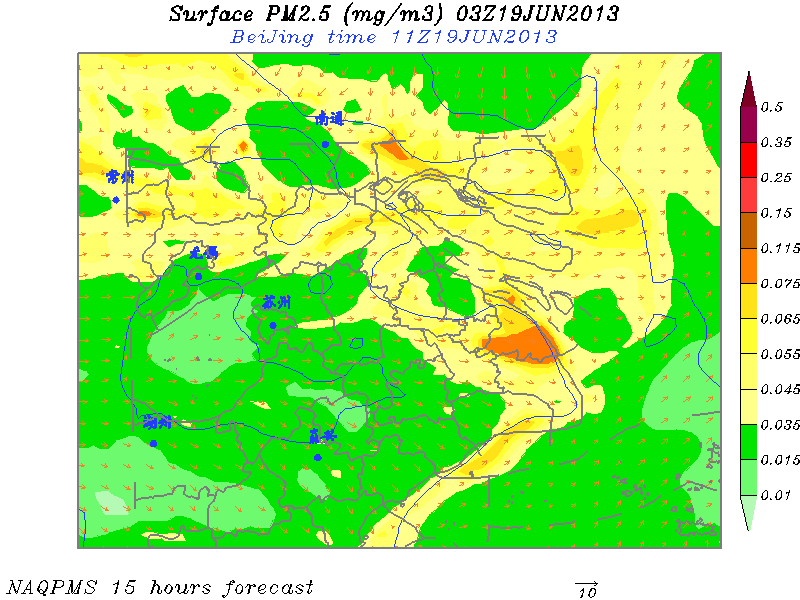 Surface PM2.5 (mg/m3) 03Z19JUN2013
BeiJing time 11Z19JUN2013
南通
常州
无锡
苏州
湖州
嘉兴
0.5
0.35
0.25
0.15
0.115
0.075
0.065
0.055
0.045
0.035
0.015
0.01
NAQPMS 15 hours forecast
10